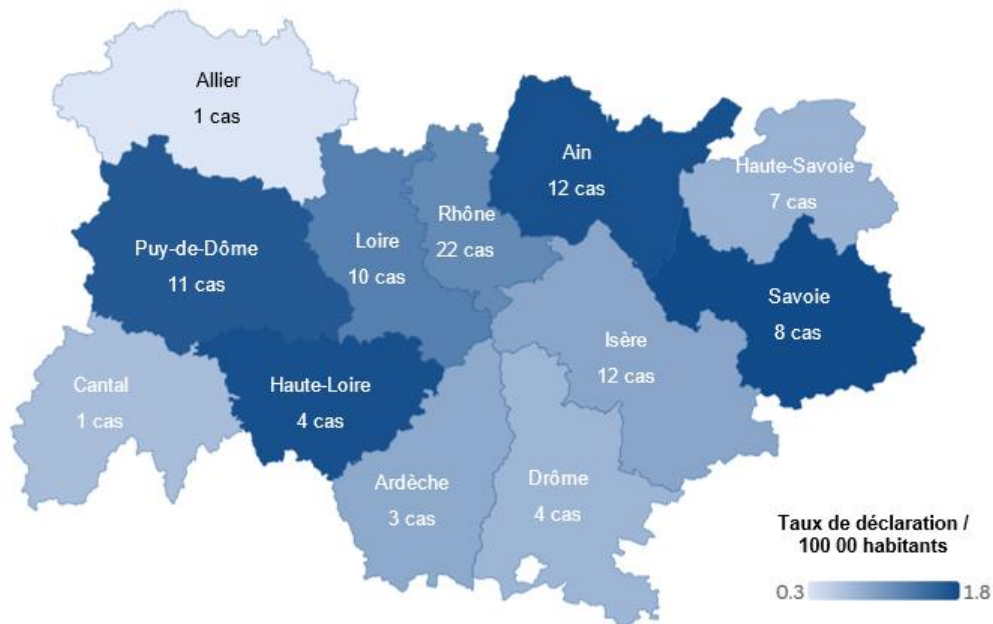 Allier
1 cas
Ain
12 cas
Haute-Savoie
7 cas
Rhône
22 cas
Loire
10 cas
Puy-de-Dôme
11 cas
Savoie
8 cas
Isère
12 cas
Cantal
1 cas
Haute-Loire
4 cas
Ardèche
3 cas
Drôme
4 cas
Taux de déclaration /
100 00 habitants
0.3 1.8